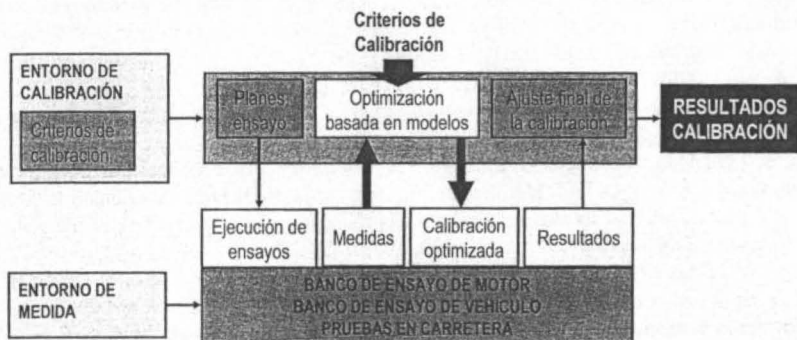 Criterios de
Calibración
ENTORNO DE
CALIBRACIÓN
Criterios de
calibración
Planes
ensayo
Optimización
basada en modelos
Ajuste final de
la calibración
RESULTADOS
CALIBRACIÓN
Ejecución de
ensayos
Medidas
Calibración
optimizada
Resultados
ENTORNO DE
MEDIDA
BANCO DE ENSAYO DE MOTOR
BANCO DE ENSAYO DE VEHÍCULO
PRUEBAS EN CARRETERA